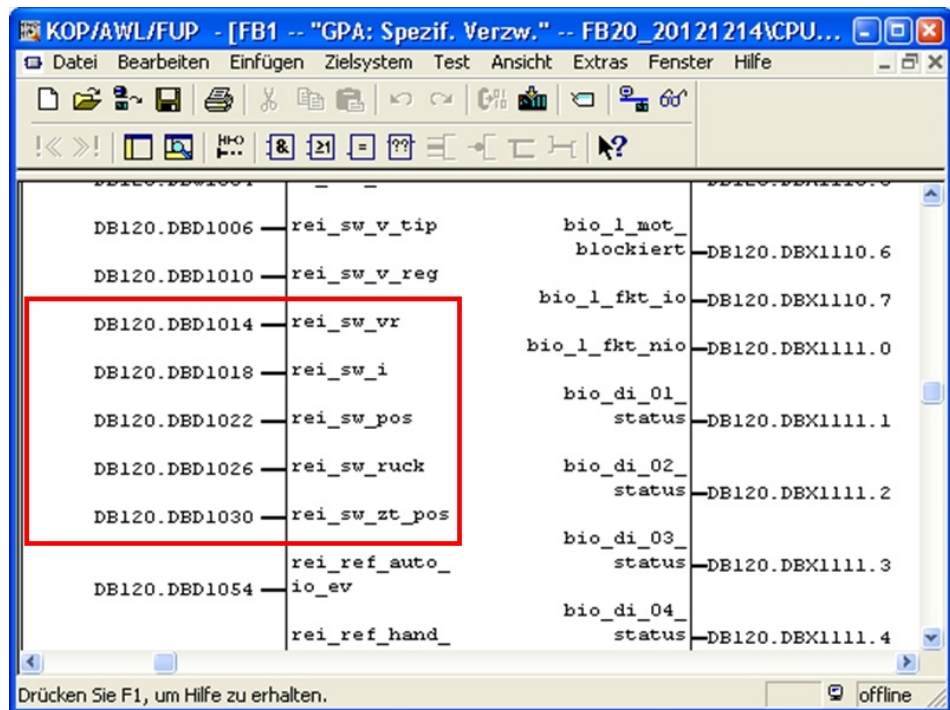 KOP/AWL/FUP - [FB1 -- "GPA: Spezif. Verzw." -- FB20_20121214\CPU...
Datei Bearbeiten Einfügen Zielsystem Test Ansicht Extras Fenster Hilfe
DB120.DBD1006 rei_sw_v_tip
DB120.DBD1010 rei_sw_v_reg
DB120.DBD1014 rei_sw_vr
DB120.DBD1018 rei_sw_i
DB120.DBD1022 rei_sw_pos
DB120.DBD1026 rei_sw_ruck
DB120.DBD1030 rei_sw_zt_pos
rei_ref_auto_
DB120.DBD1054 io_ev
rei_ref_hand_
bio_l_mot_
blockiert DB120.DBX1110.6
bio_l_fkt_io DB120.DBX1110.7
bio_l_fkt_nio DB120.DBX1111.0
bio_di_01_
status DB120.DBX1111.1
bio_di_02_
status DB120.DBX1111.2
bio_di_03_
status DB120.DBX1111.3
bio_di_04_
status DB120.DBX1111.4
Drücken Sie F1, um Hilfe zu erhalten.
offline